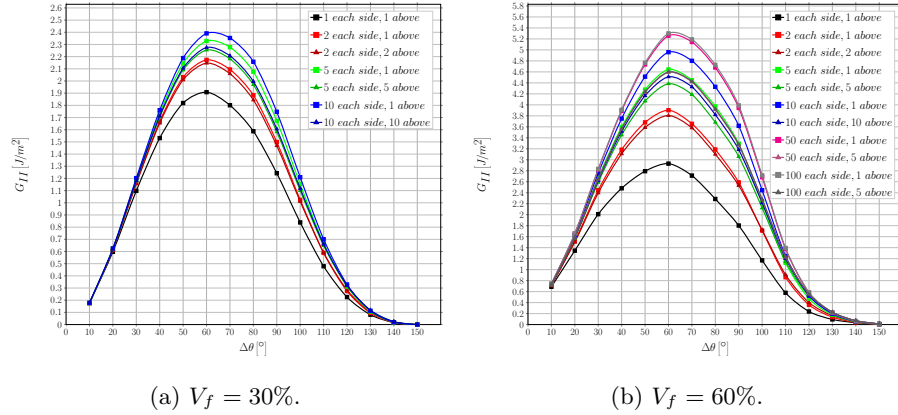 2.5
2.4
2.3
2.2
2.1
2
1.9
1.8
1.7
1.6
1.5
1.4
1.3
1.2
1.1
1
0.9
0.8
0.7
0.6
0.5
0.4
0.3
0.2
0.1
0
G_{II} [J/m²]
0 10 20 30 40 50 60 70 80 90 100 110 120 130 140 150
Δθ [°]
1 each side, 1 above
2 each side, 1 above
2 each side, 2 above
5 each side, 1 above
5 each side, 5 above
10 each side, 1 above
10 each side, 10 above
(a) V_f = 30%.
5.8
5.6
5.4
5.2
5
4.8
4.6
4.4
4.2
4
3.8
3.6
3.4
3.2
3
2.8
2.6
2.4
2.2
2
1.8
1.6
1.4
1.2
1
0.8
0.6
0.4
0.2
0
G_{II} [J/m²]
0 10 20 30 40 50 60 70 80 90 100 110 120 130 140 150
Δθ [°]
1 each side, 1 above
2 each side, 1 above
2 each side, 2 above
5 each side, 1 above
5 each side, 5 above
10 each side, 1 above
10 each side, 10 above
50 each side, 1 above
50 each side, 5 above
100 each side, 1 above
100 each side, 5 above
(b) V_f = 60%.